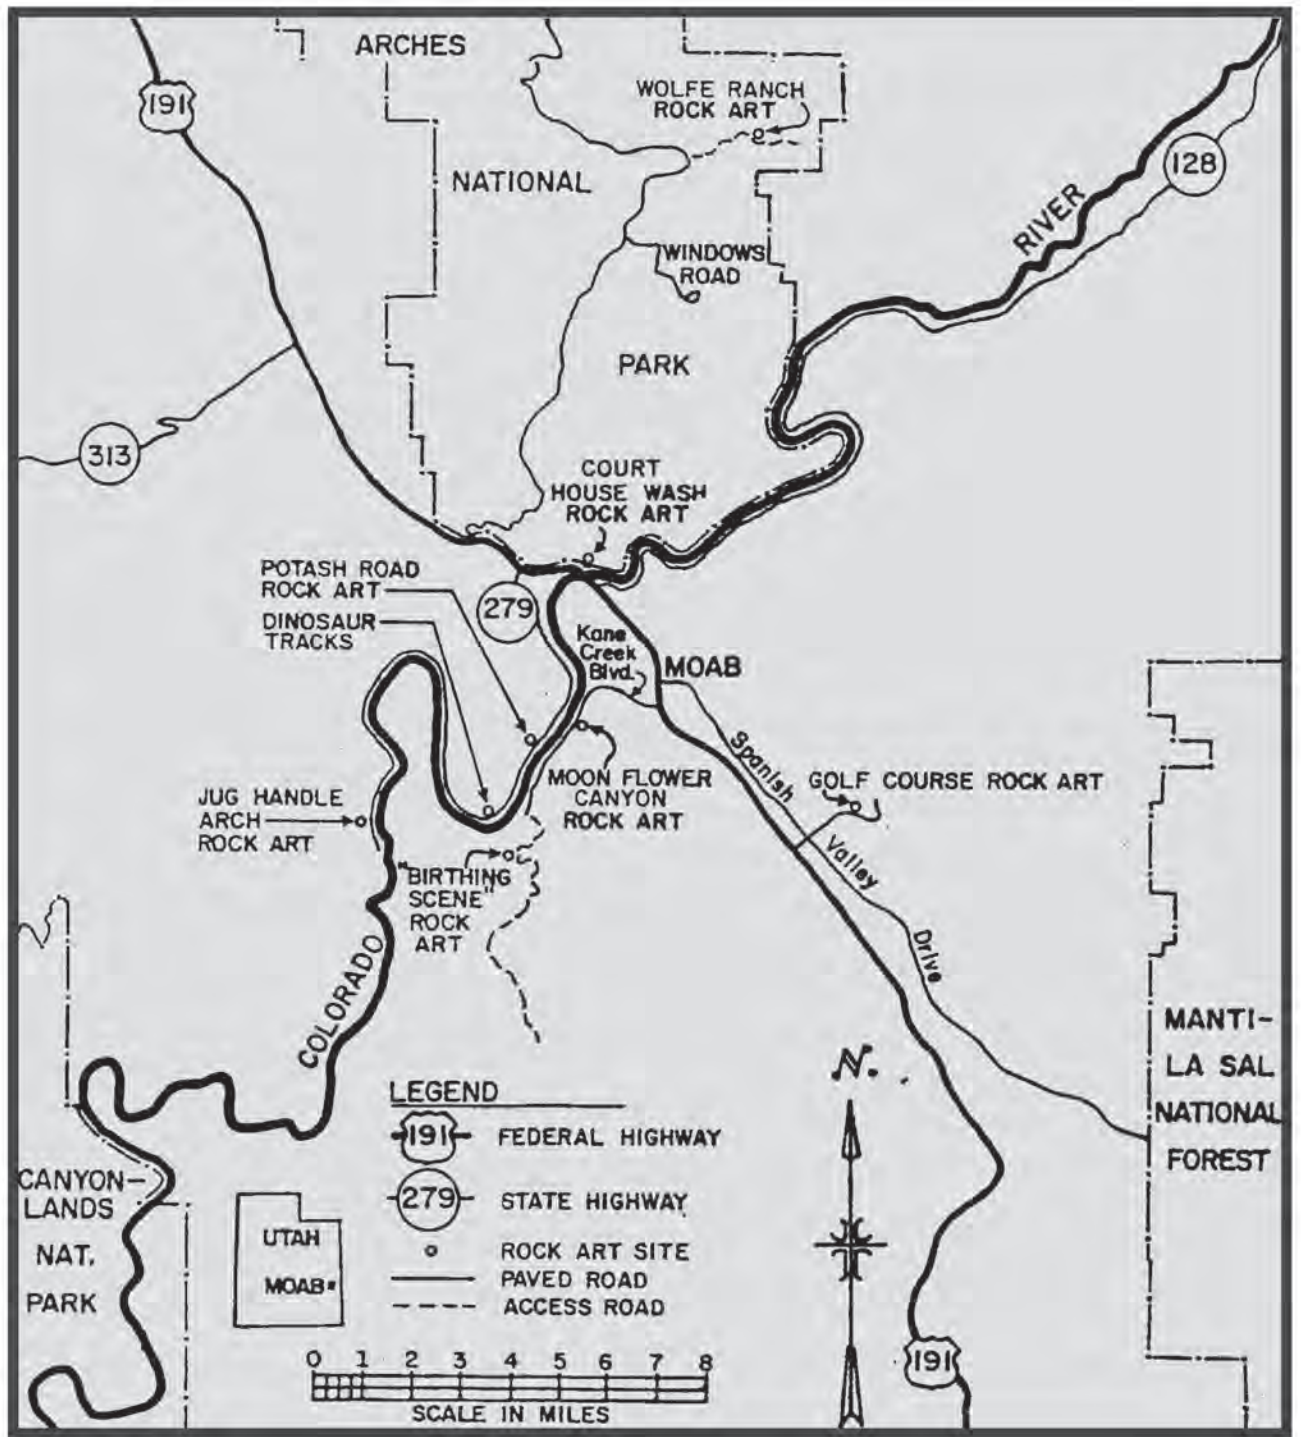 ARCHES
191
WOLFE RANCH
ROCK ART
128
NATIONAL
RIVER
WINDOWS
ROAD
PARK
313
COURT
HOUSE WASH
ROCK ART
POTASH ROAD
ROCK ART
279
DINOSAUR
TRACKS
Kane
Creek
Blvd.
MOAB
Spanish
Valley
Drive
GOLF COURSE ROCK ART
MOON FLOWER
CANYON
ROCK ART
JUG HANDLE
ARCH
ROCK ART
"BIRTHING
SCENE"
ROCK
ART
COLORADO
MANTI-
LA SAL
NATIONAL
FOREST
N.
LEGEND
191 FEDERAL HIGHWAY
279 STATE HIGHWAY
ROCK ART SITE
PAVED ROAD
ACCESS ROAD
CANYON-
LANDS
NAT.
PARK
UTAH
MOAB
191
0 1 2 3 4 5 6 7 8
SCALE IN MILES